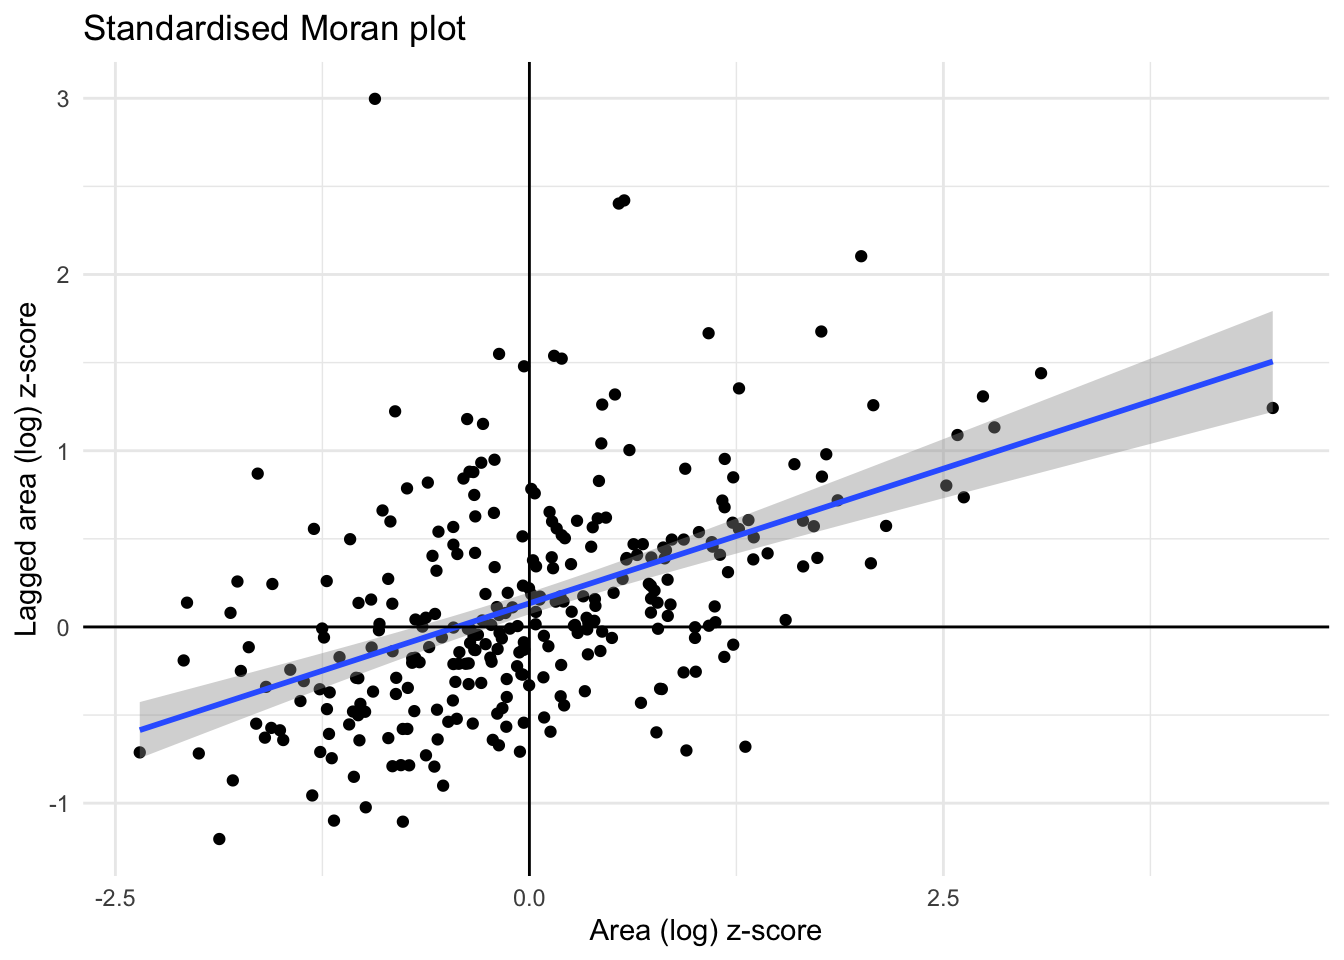 Standardised Moran plot
3
2
1
0
-1
Lagged area (log) z-score
-2.5
0.0
2.5
Area (log) z-score